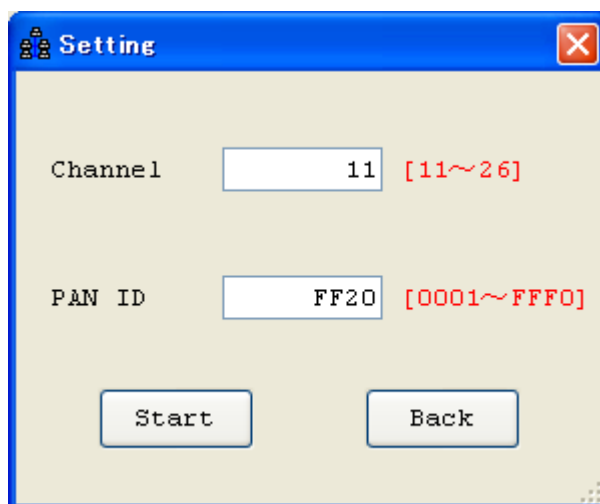 Setting
Channel 11 [11～26]
PAN ID FF20 [0001～FFF0]
Start Back